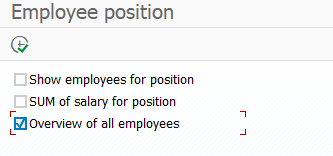 Employee position
Show employees for position
SUM of salary for position
Overview of all employees